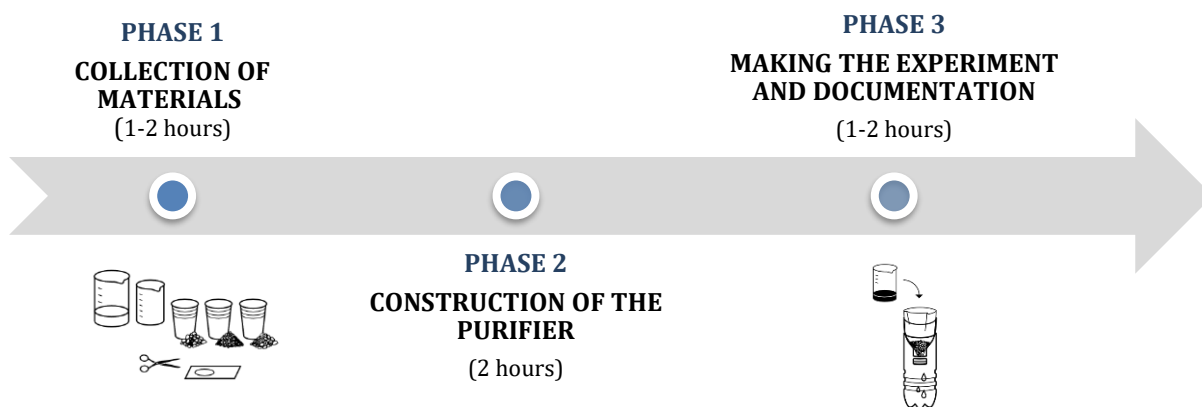 PHASE 1
COLLECTION OF
MATERIALS
(1-2 hours)
PHASE 2
CONSTRUCTION OF THE
PURIFIER
(2 hours)
PHASE 3
MAKING THE EXPERIMENT
AND DOCUMENTATION
(1-2 hours)